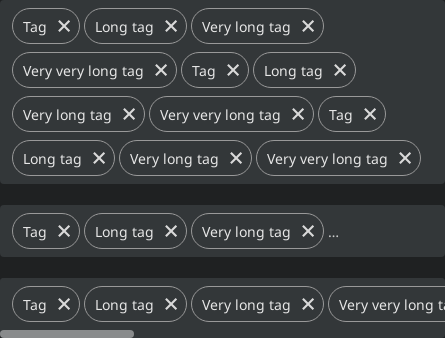 Tag Long tag Very long tag
Very very long tag Tag Long tag
Very long tag Very very long tag Tag
Long tag Very long tag Very very long tag
Tag Long tag Very long tag ...
Tag Long tag Very long tag Very very long ta